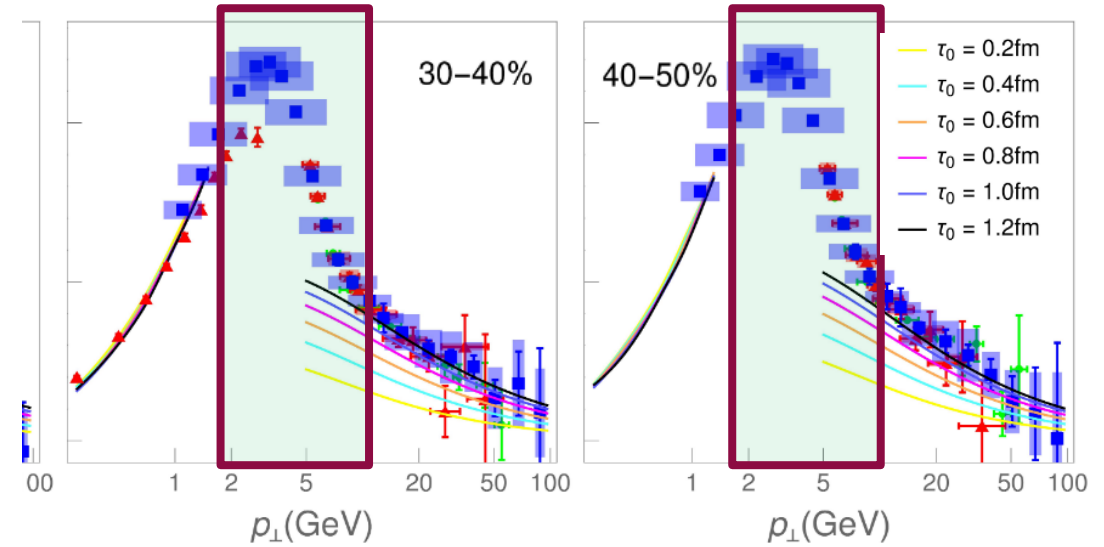 30–40%
40–50%
τ₀ = 0.2fm
τ₀ = 0.4fm
τ₀ = 0.6fm
τ₀ = 0.8fm
τ₀ = 1.0fm
τ₀ = 1.2fm
00 1 2 5 20 50 100 1 2 5 20 50 100
p⊥(GeV) p⊥(GeV)